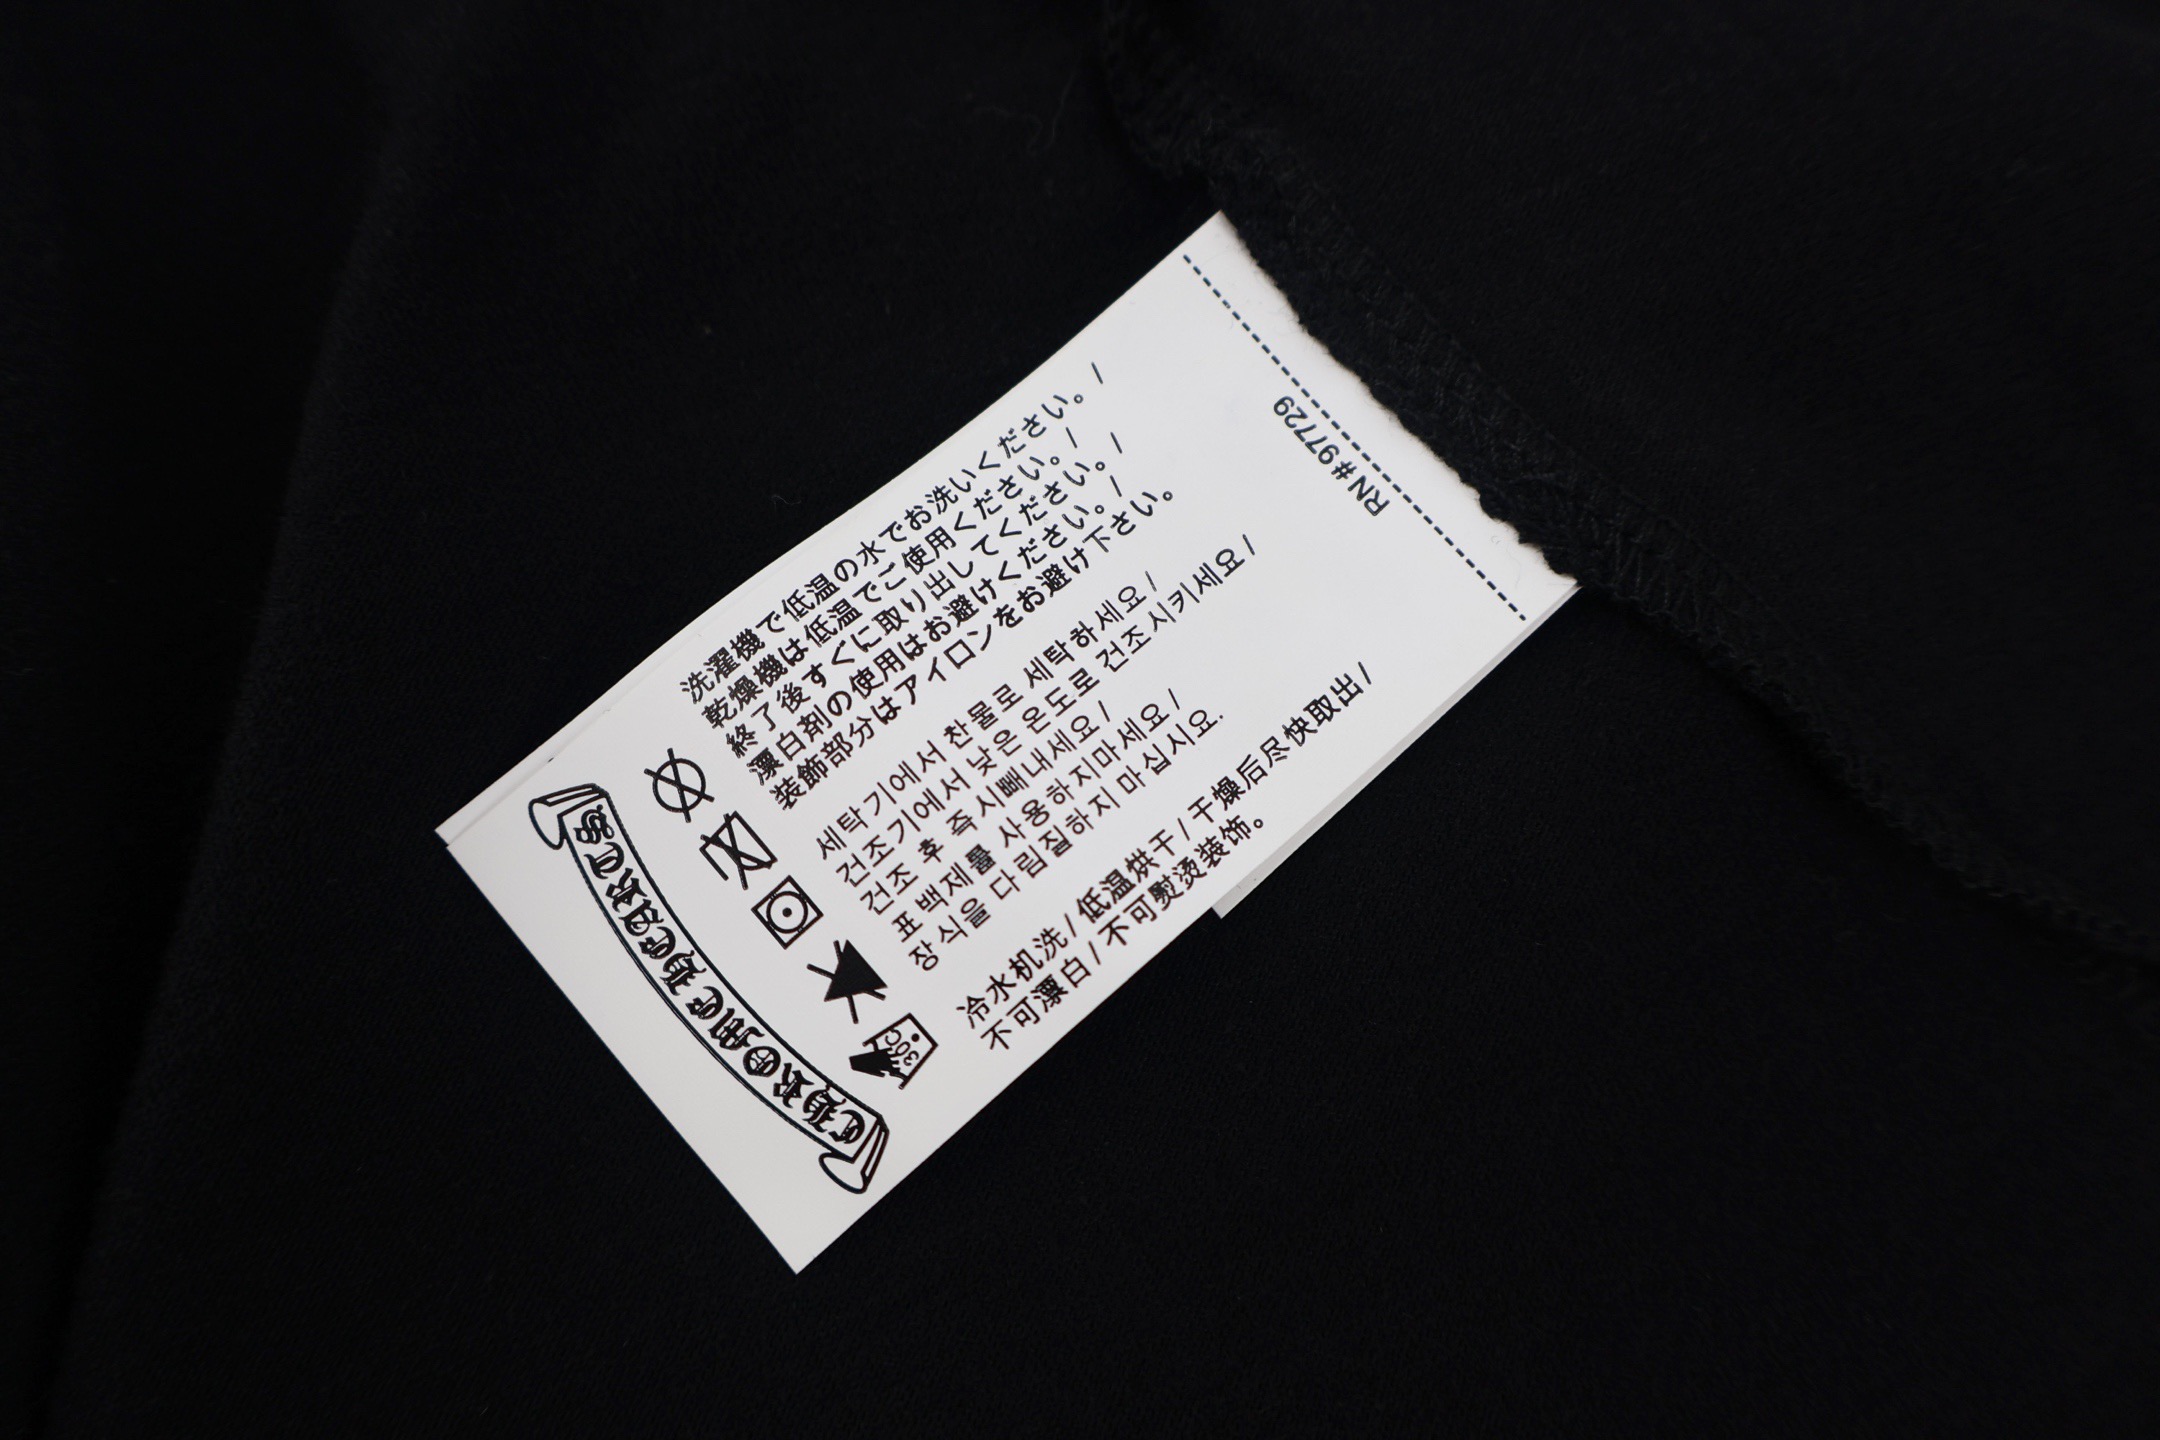 RN#97729
洗濯機で低温の水でお洗いください。/
乾燥機は低温でご使用ください。/
終了後すぐに取り出してください。/
漂白剤の使用はお避けください。/
装飾部分はアイロンをお避け下さい。
세탁기에서 찬물로 세탁하세요/
건조기에서 낮은 온도로 건조시키세요/
건조 후 즉시빼내세요/
표백제를 사용하지마세요/
장식을 다림질하지 마십시요.
冷水机洗/低温烘干/干燥后尽快取出/
不可漂白/不可熨烫装饰。
30C
CHROME HEARTS